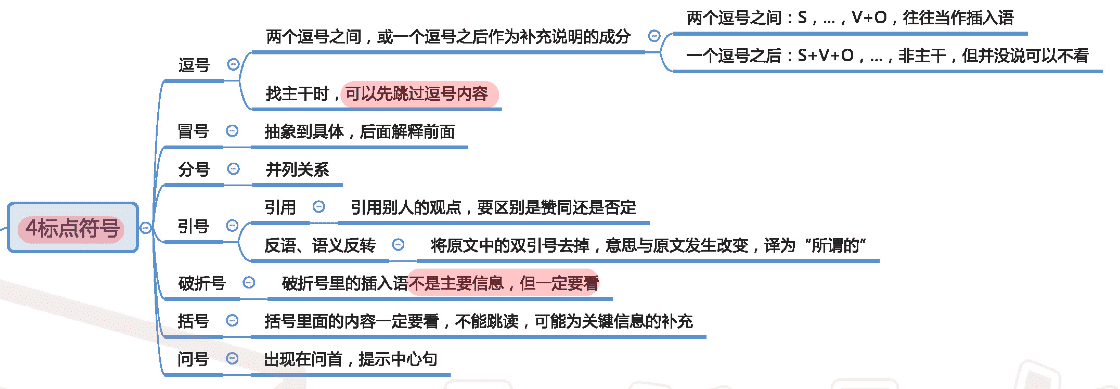 4标点符号
逗号
两个逗号之间，或一个逗号之后作为补充说明的成分
两个逗号之间：S，...，V+O，往往当作插入语
一个逗号之后：S+V+O，...，非主干，但并没说可以不看
找主干时，可以先跳过逗号内容
冒号
抽象到具体，后面解释前面
分号
并列关系
引号
引用
引用别人的观点，要区别是赞同还是否定
反语、语义反转
将原文中的双引号去掉，意思与原文发生改变，译为“所谓的”
破折号
破折号里的插入语不是主要信息，但一定要看
括号
括号里面的内容一定要看，不能跳读，可能为关键信息的补充
问号
出现在问首，提示中心句